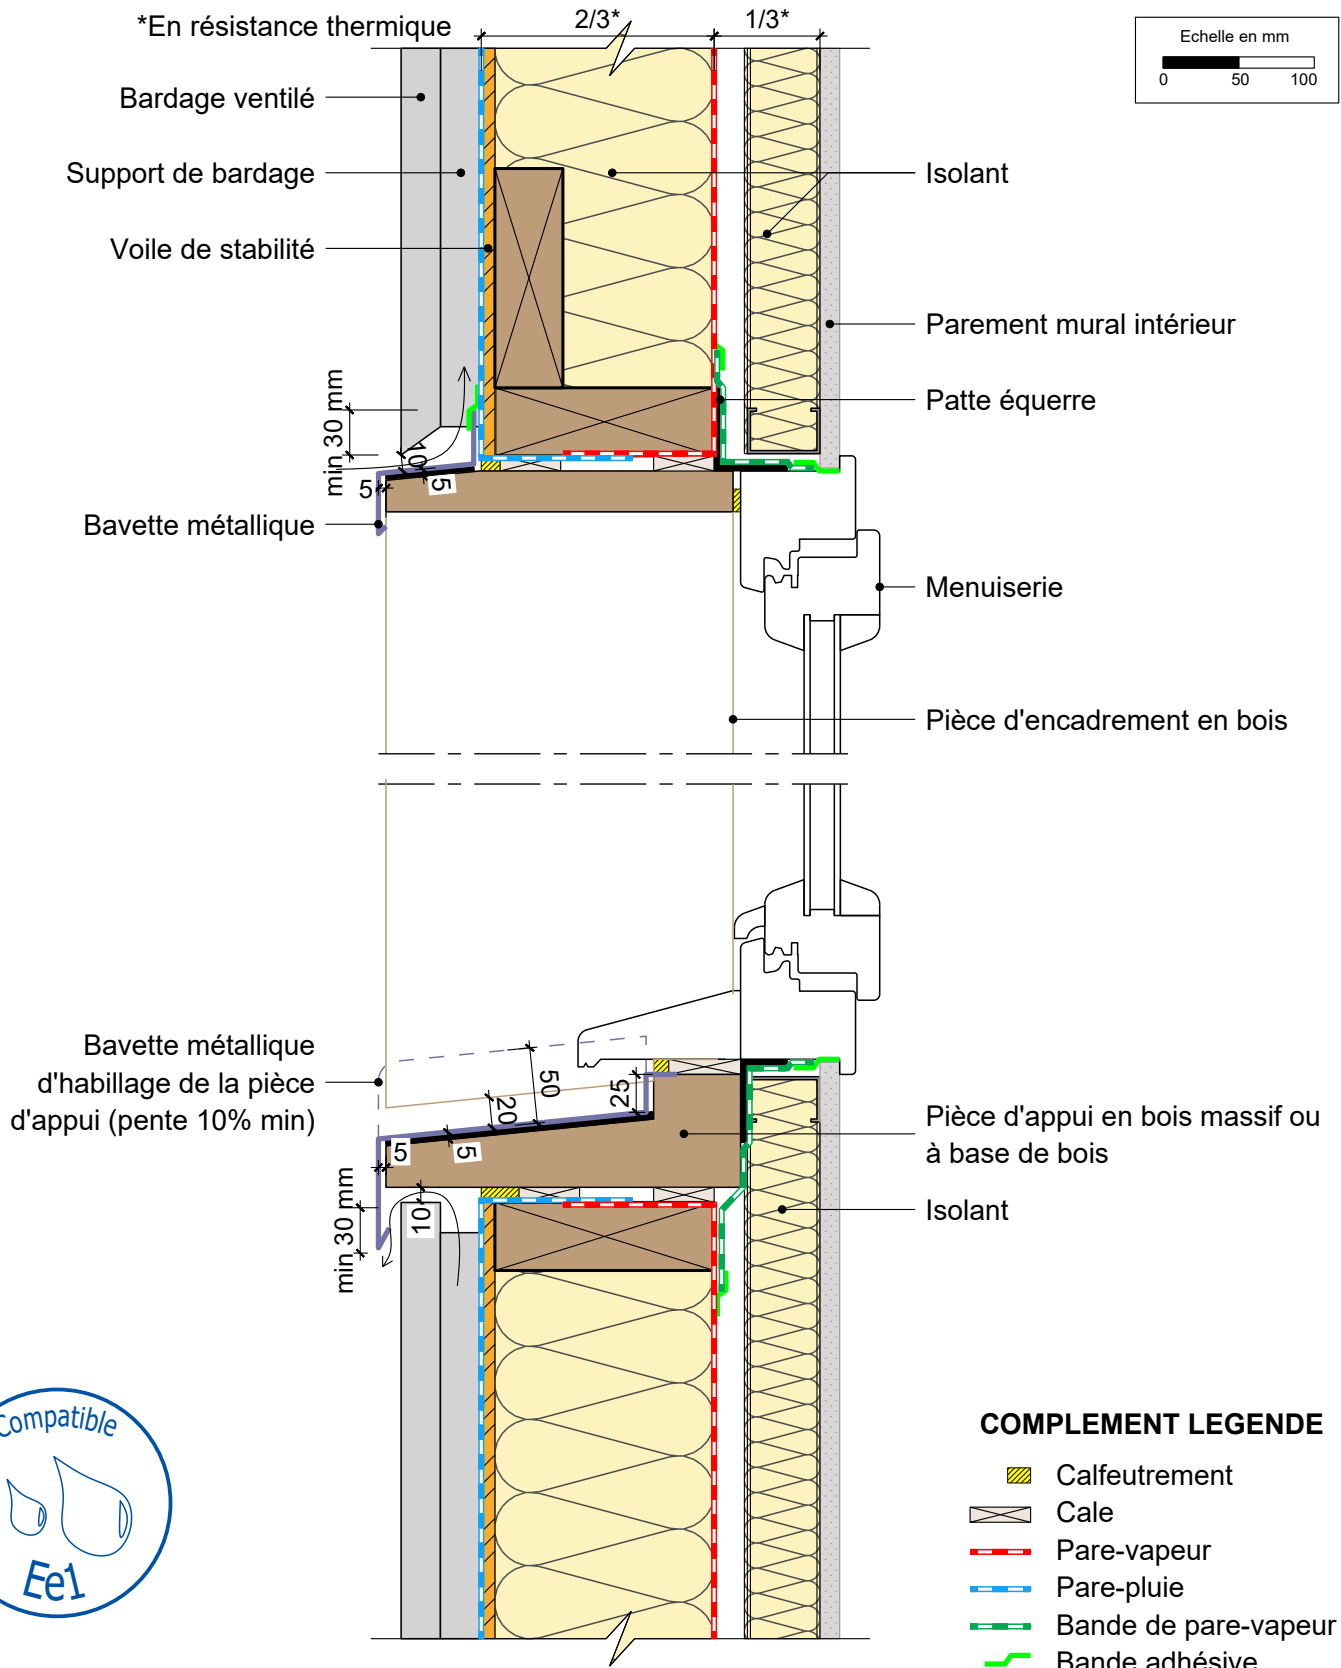 *En résistance thermique
2/3*
1/3*
Echelle en mm
0 50 100
Bardage ventilé
Support de bardage
Isolant
Voile de stabilité
Parement mural intérieur
min 30 mm
Patte équerre
10
5
5
Bavette métallique
Menuiserie
Pièce d'encadrement en bois
Bavette métallique
d'habillage de la pièce
d'appui (pente 10% min)
50
25
20
5
5
Pièce d'appui en bois massif ou
à base de bois
10
min 30 mm
Isolant
Compatible
Ee1
COMPLEMENT LEGENDE
Calfeutrement
Cale
Pare-vapeur
Pare-pluie
Bande de pare-vapeur
Bande adhésive